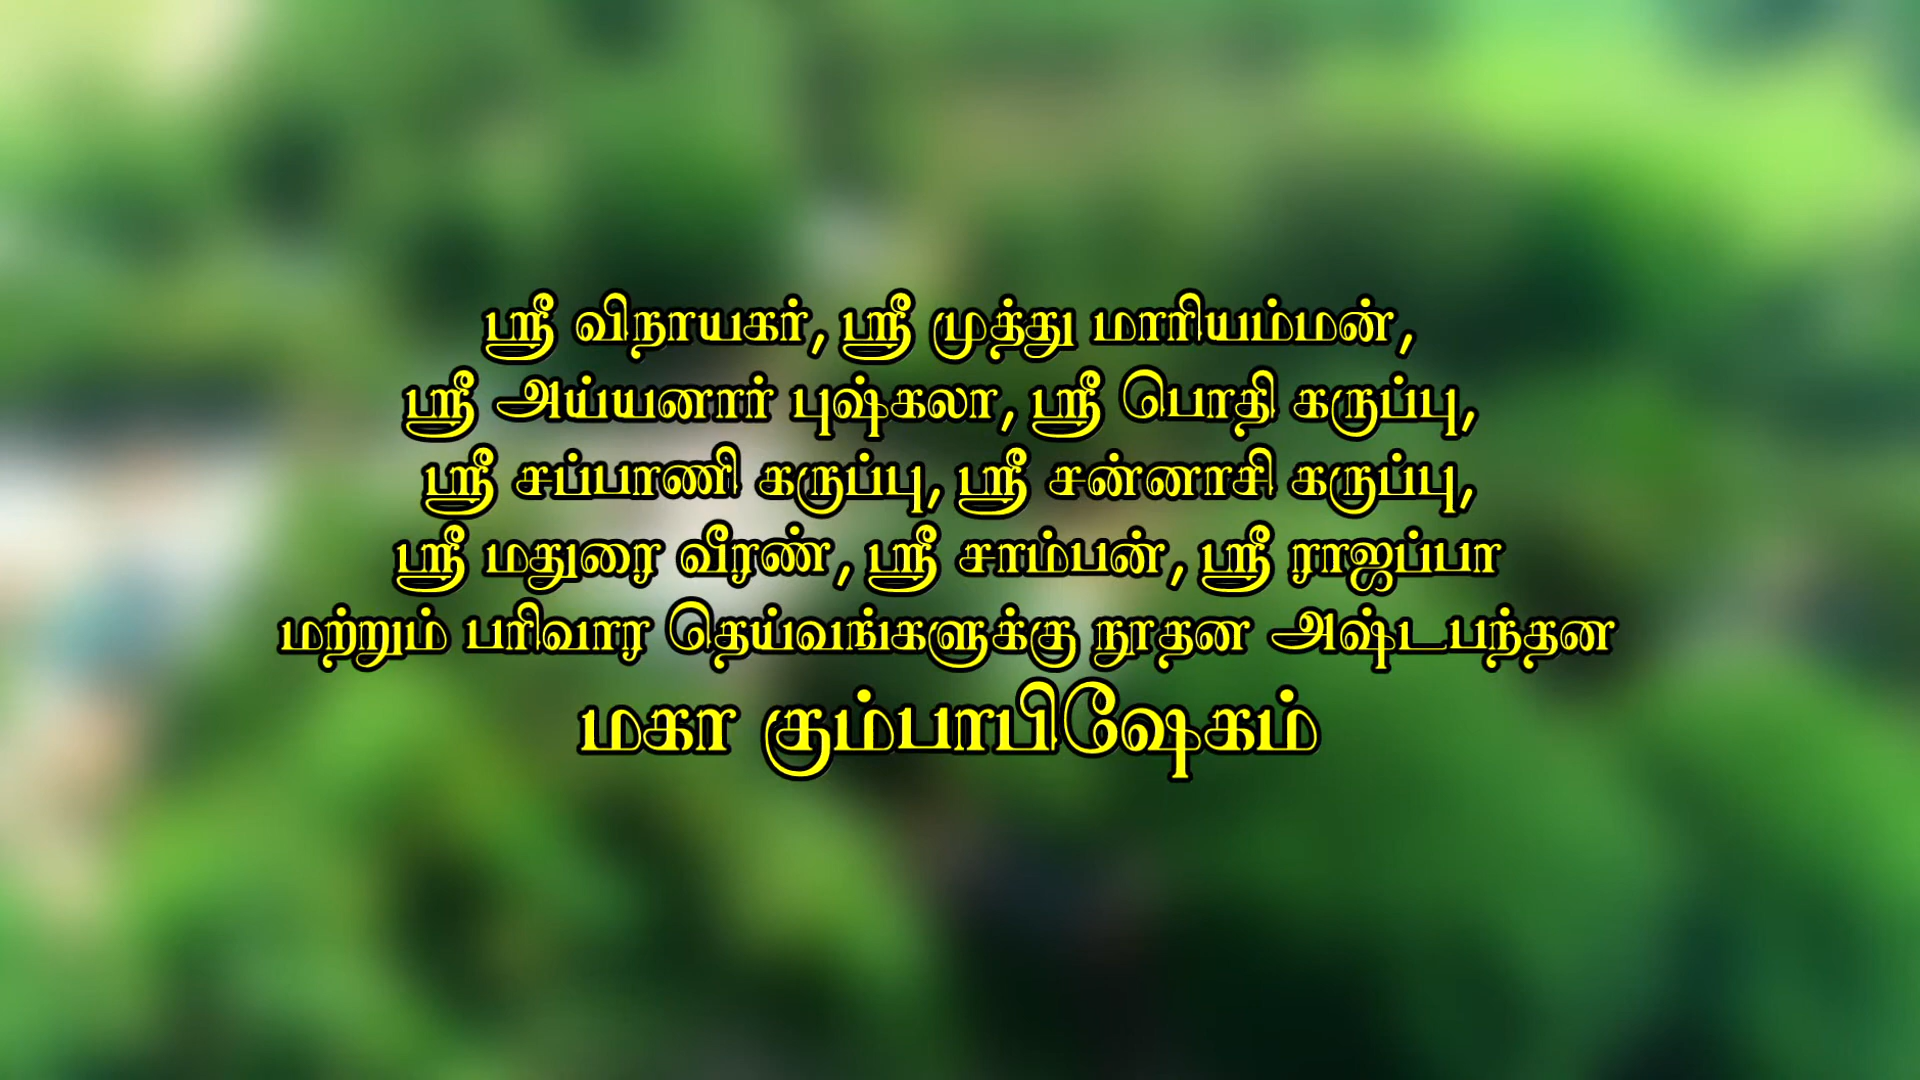 ஸ்ரீ விநாயகர், ஸ்ரீ முத்து மாரியம்மன்,
ஸ்ரீ அய்யனார் புஷ்கலா, ஸ்ரீ பொதி கருப்பு,
ஸ்ரீ சப்பாணி கருப்பு, ஸ்ரீ சன்னாசி கருப்பு,
ஸ்ரீ மதுரை வீரண், ஸ்ரீ சாம்பன், ஸ்ரீ ராஜப்பா
மற்றும் பரிவார தெய்வங்களுக்கு நூதன அஷ்டபந்தன
மகா கும்பாபிஷேகம்